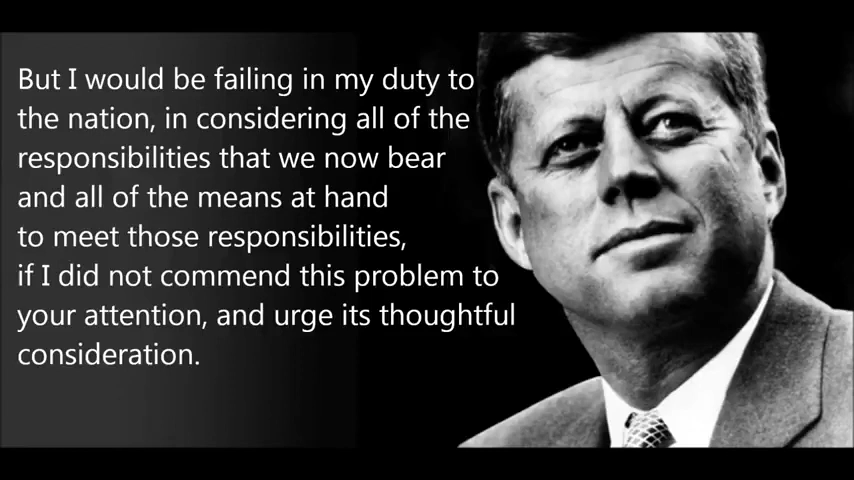 But I would be failing in my duty to
the nation, in considering all of the
responsibilities that we now bear
and all of the means at hand
to meet those responsibilities,
if I did not commend this problem to
your attention, and urge its thoughtful
consideration.